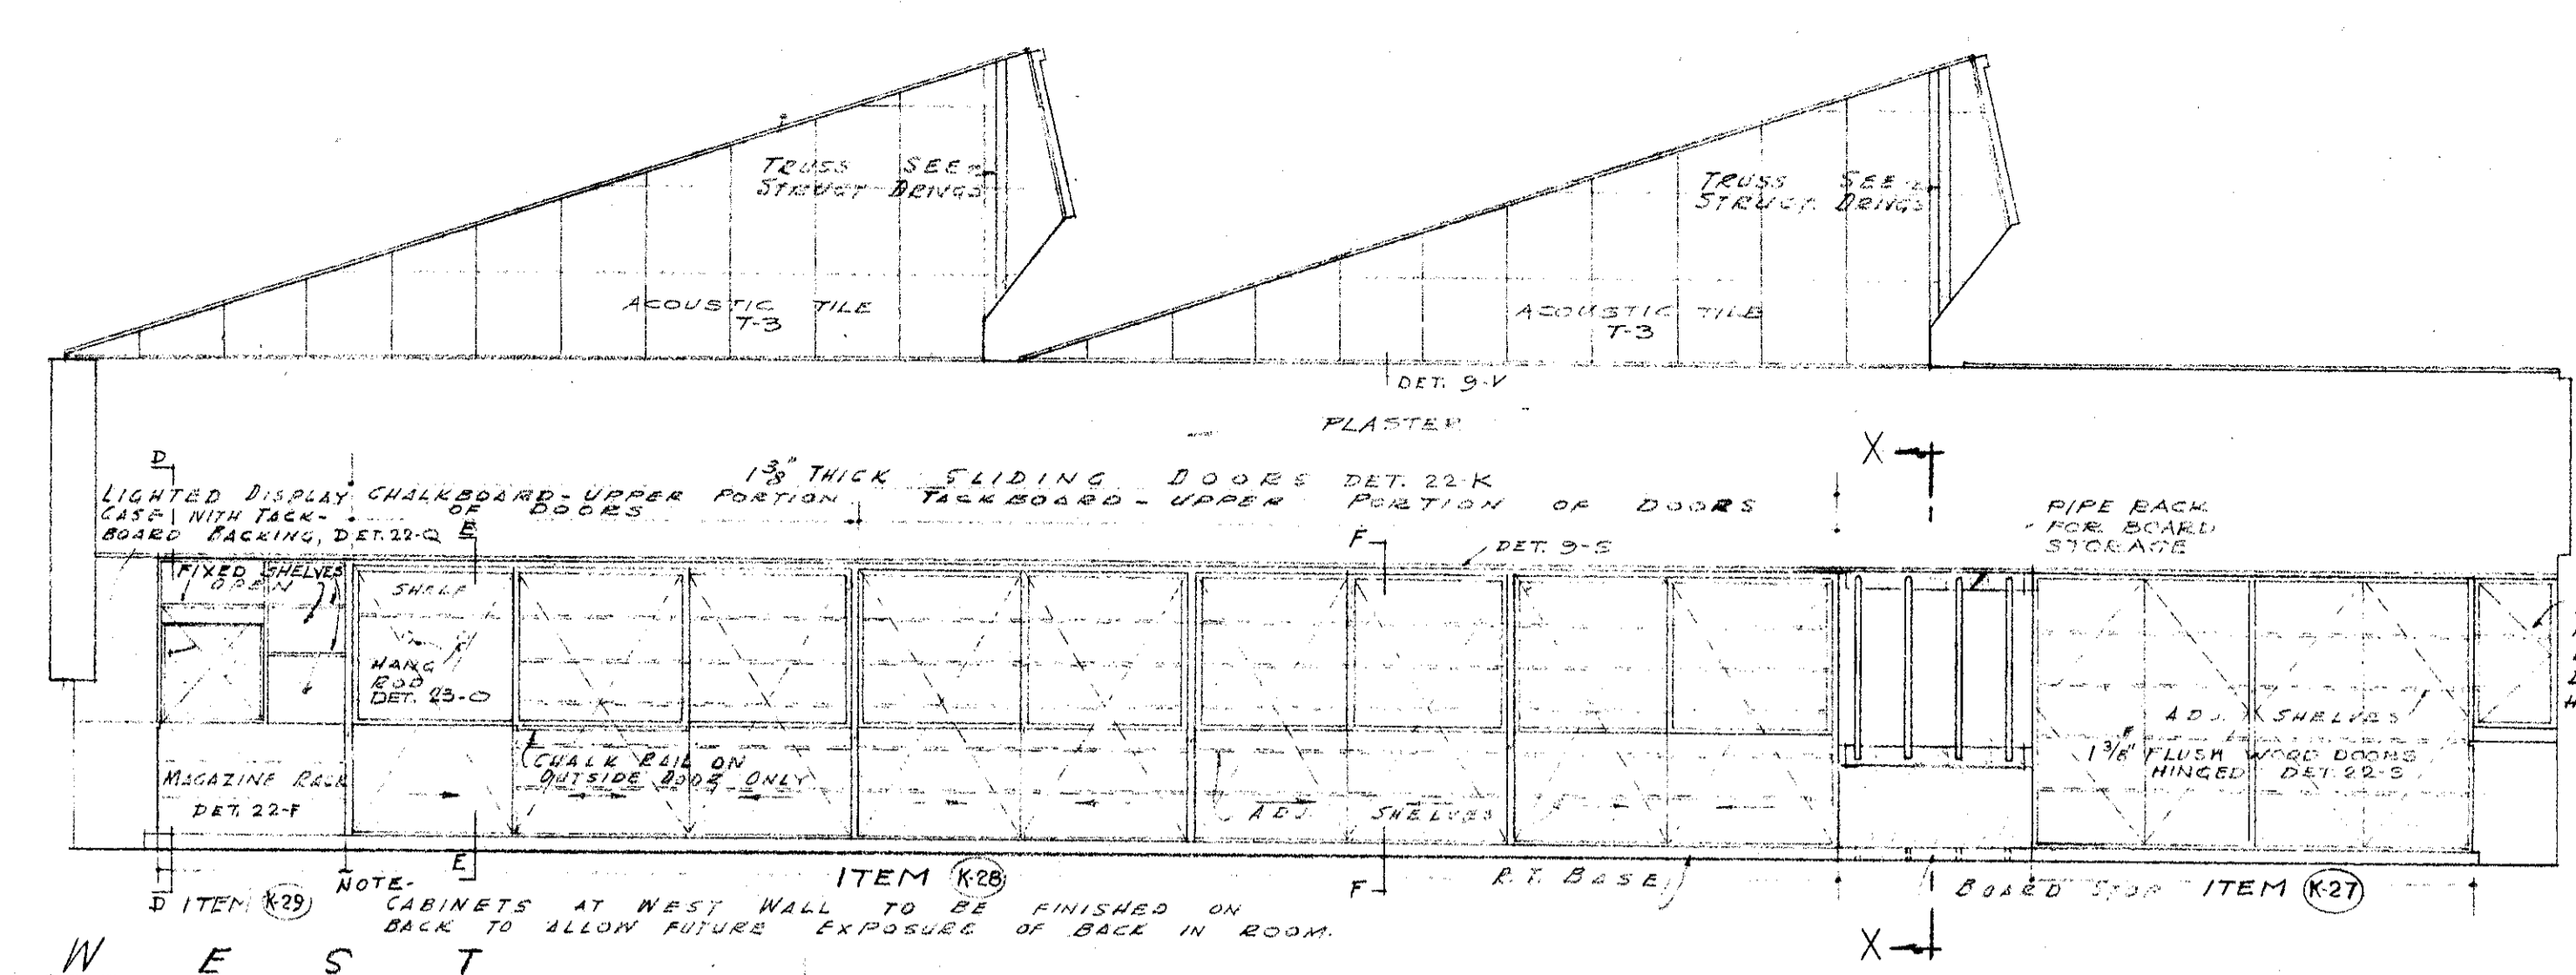 TRUSS SEE
STRUCT DRWGS
TRUSS SEE
STRUCT. DRWGS
ACOUSTIC TILE
T-3
ACOUSTIC TILE
T-3
DET. 9-V
PLASTER
X
D
1 3/8" THICK SLIDING DOORS DET. 22-K
LIGHTED DISPLAY
CASE WITH TACK-
BOARD BACKING, DET. 22-Q
CHALKBOARD-UPPER PORTION
OF DOORS
TACKBOARD-UPPER PORTION OF DOORS
PIPE RACK
FOR BOARD
STORAGE
E
F
DET. 9-S
FIXED SHELVES
OPEN
SHELF
HANG
ROD
DET. 23-O
ADJ. SHELVES
1 3/8" FLUSH WOOD DOORS
HINGED DET. 22-S
CHALK RAIL ON
OUTSIDE DOOR ONLY
MAGAZINE RACK
DET. 22-F
ADJ. SHELVES
E
D ITEM K-29
ITEM K-28
F
R.T. BASE
BOARD STOP
ITEM K-27
NOTE-
CABINETS AT WEST WALL TO BE FINISHED ON
BACK TO ALLOW FUTURE EXPOSURE OF BACK IN ROOM.
X
WEST